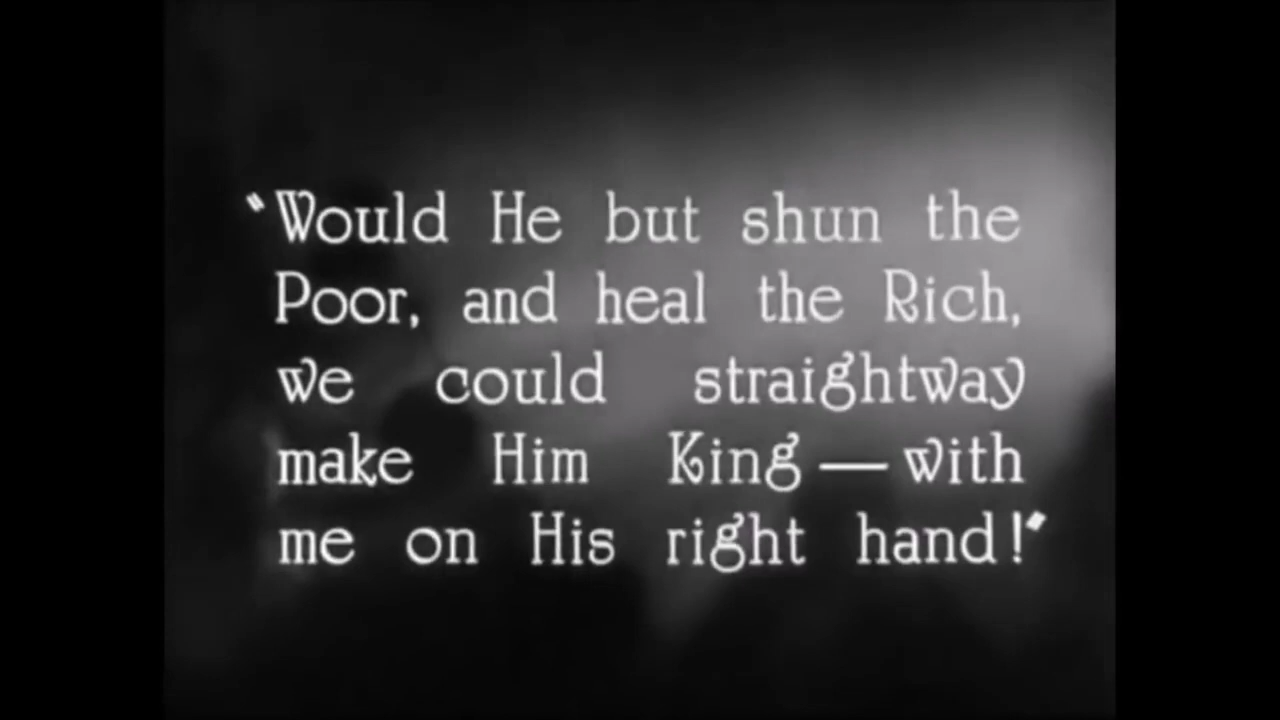 "Would He but shun the
Poor, and heal the Rich,
we could straightway
make Him King — with
me on His right hand!"